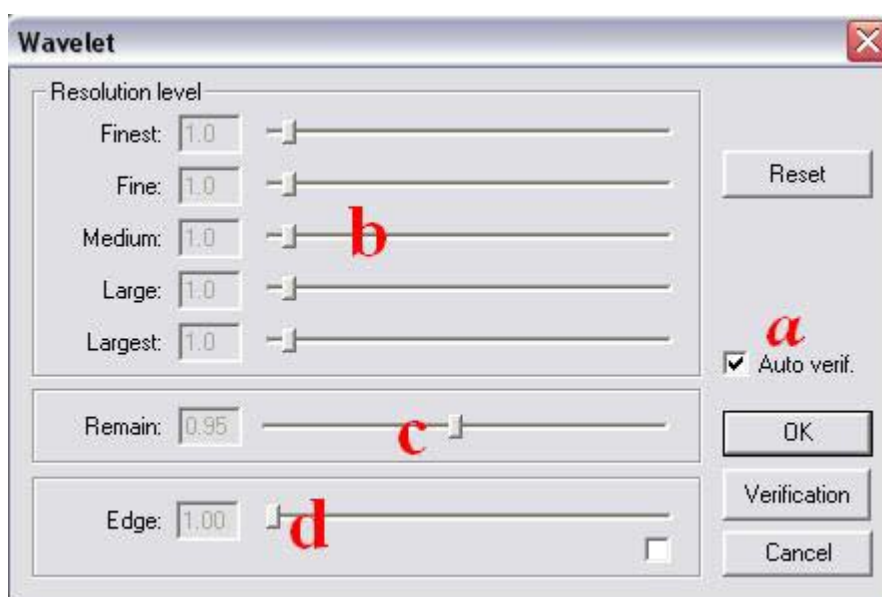 Wavelet
Resolution level
Finest: 1.0
Fine: 1.0
Medium: 1.0
b
Large: 1.0
Largest: 1.0
Reset
a
Auto verif.
Remain: 0.95
c
OK
Edge: 1.00
d
Verification
Cancel